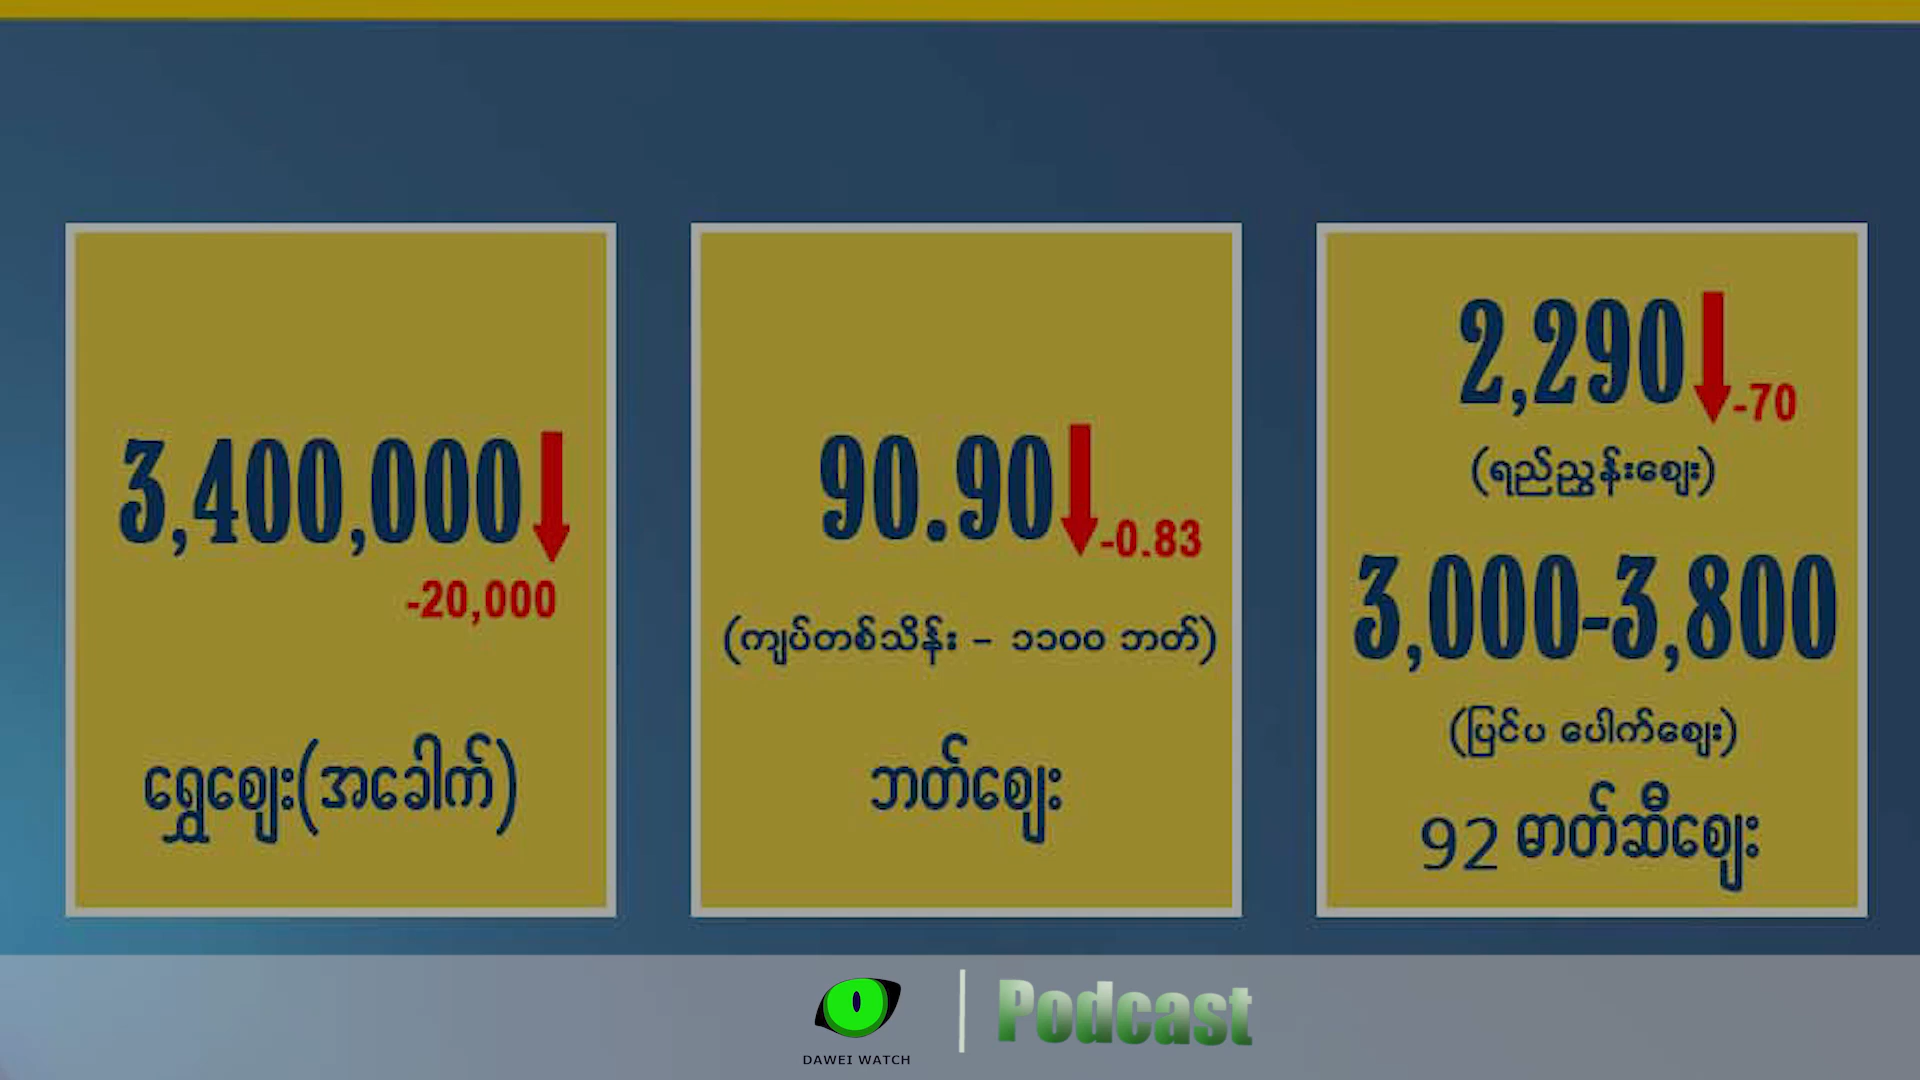 3,400,000
-20,000
ရွှေဈေး(အခေါက်)
90.90
-0.83
(ကျပ်တစ်သိန်း - ၁၁၀၀ ဘတ်)
ဘတ်ဈေး
2,290
-70
(ရည်ညွှန်းဈေး)
3,000-3,800
(ပြင်ပ ပေါက်ဈေး)
92 ဓာတ်ဆီဈေး
DAWEI WATCH
Podcast